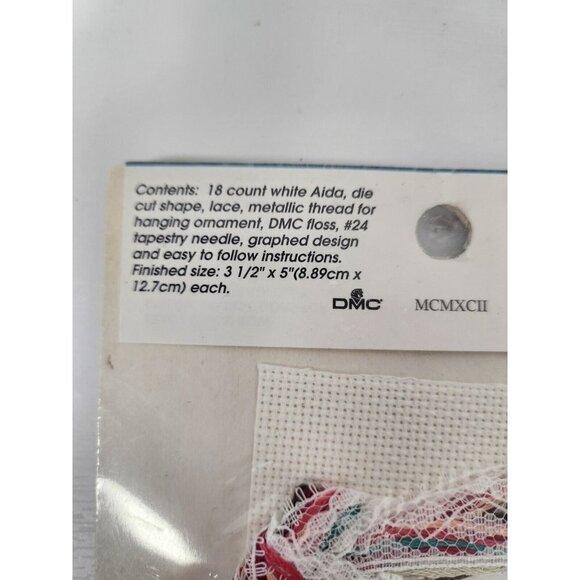 Contents: 18 count white Aida, die
cut shape, lace, metallic thread for
hanging ornament, DMC floss, #24
tapestry needle, graphed design
and easy to follow instructions.
Finished size: 3 1/2" x 5"(8.89cm x
12.7cm) each.
DMC MCMXCII